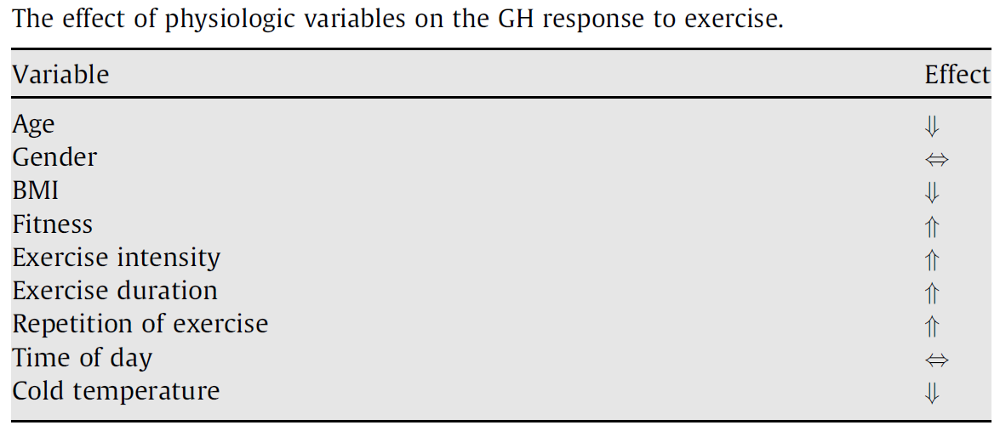 The effect of physiologic variables on the GH response to exercise.
Variable Effect
Age ⇓
Gender ⇔
BMI ⇓
Fitness ⇑
Exercise intensity ⇑
Exercise duration ⇑
Repetition of exercise ⇑
Time of day ⇔
Cold temperature ⇓